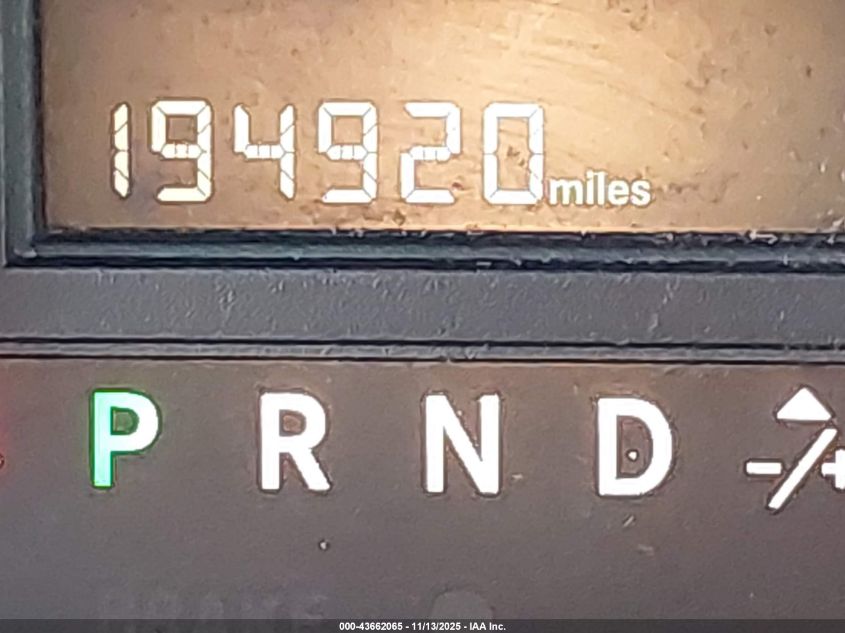 194920 miles
P R N D -/+
000-43662065 - 11/13/2025 - IAA Inc.